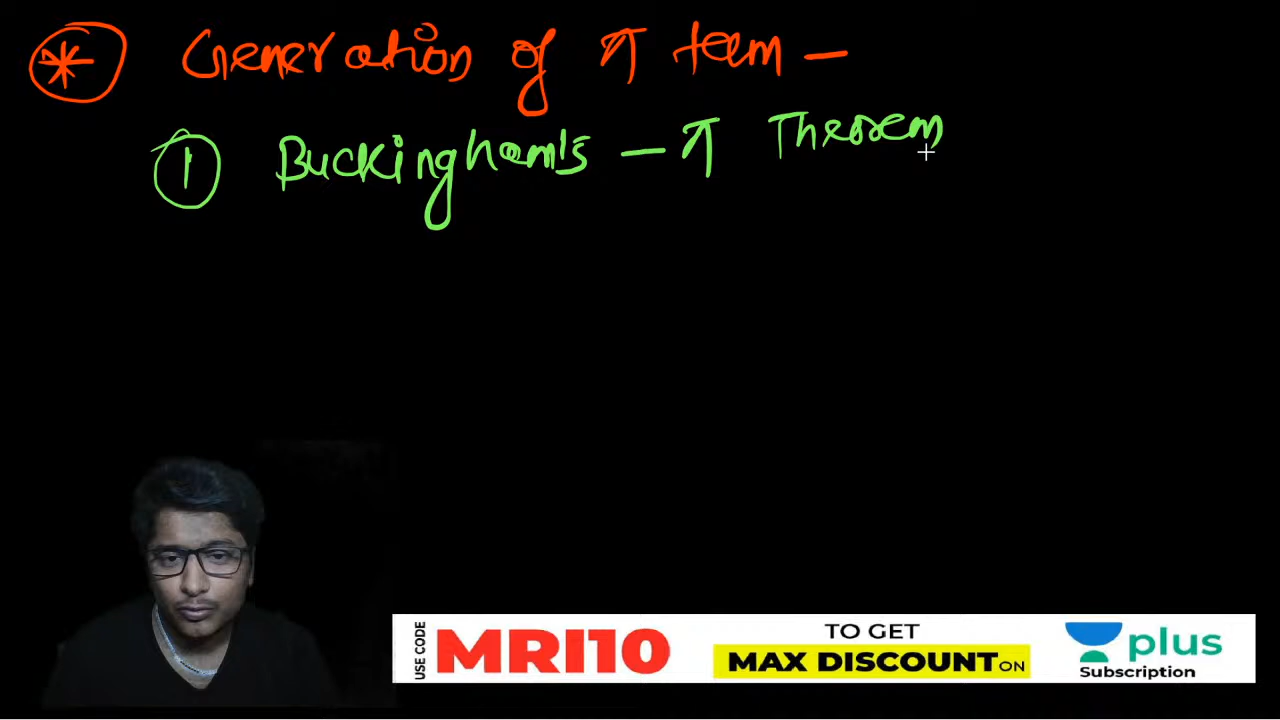 * Generation of π term -
① Buckingham's - π Theorem
USE CODE MRI10 TO GET MAX DISCOUNT ON plus Subscription